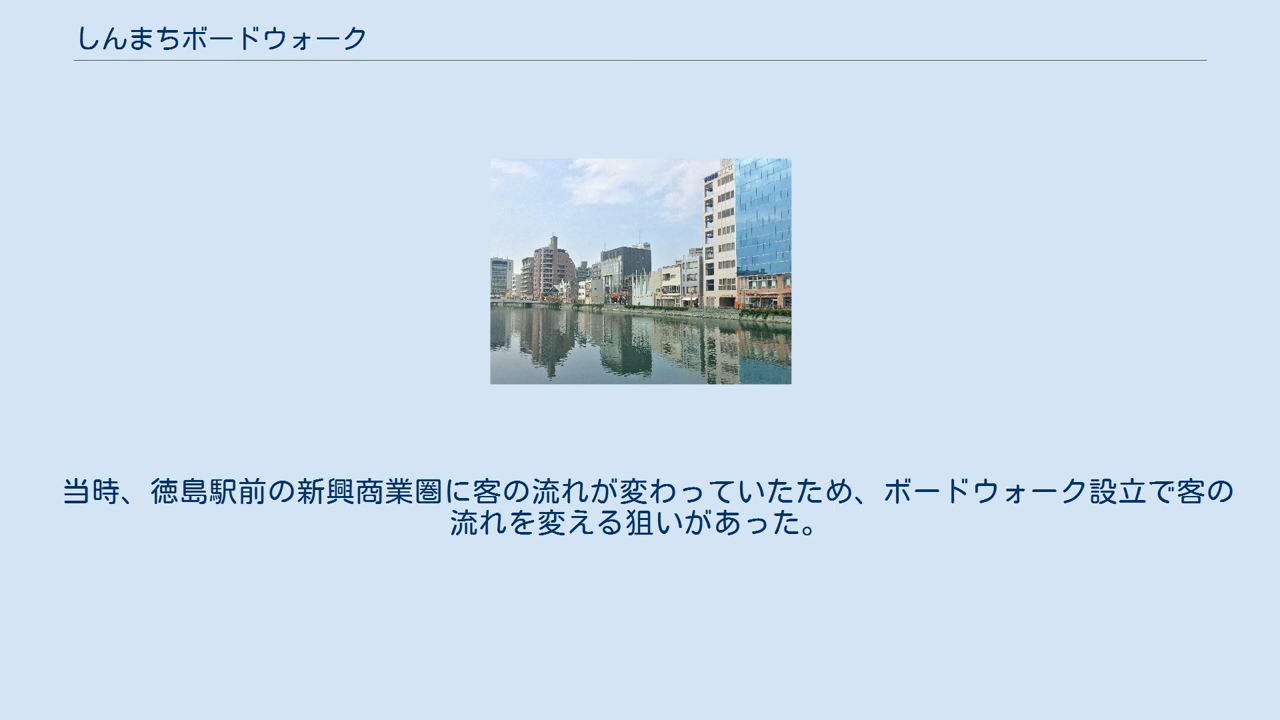 しんまちボードウォーク
当時、徳島駅前の新興商業圏に客の流れが変わっていたため、ボードウォーク設立で客の
流れを変える狙いがあった。